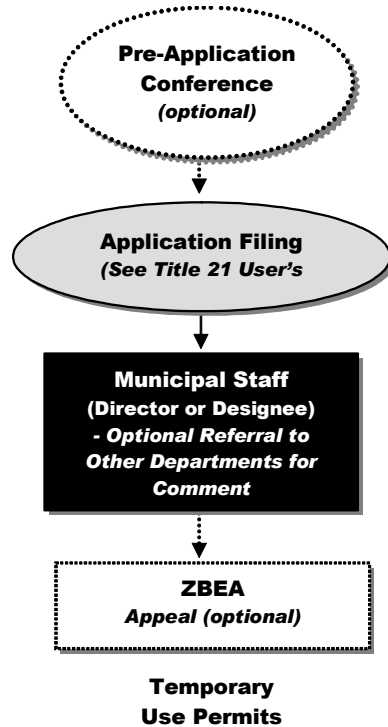 Pre-Application
Conference
(optional)
Application Filing
(See Title 21 User's
Municipal Staff
(Director or Designee)
- Optional Referral to
Other Departments for
Comment
ZBEA
Appeal (optional)
Temporary
Use Permits